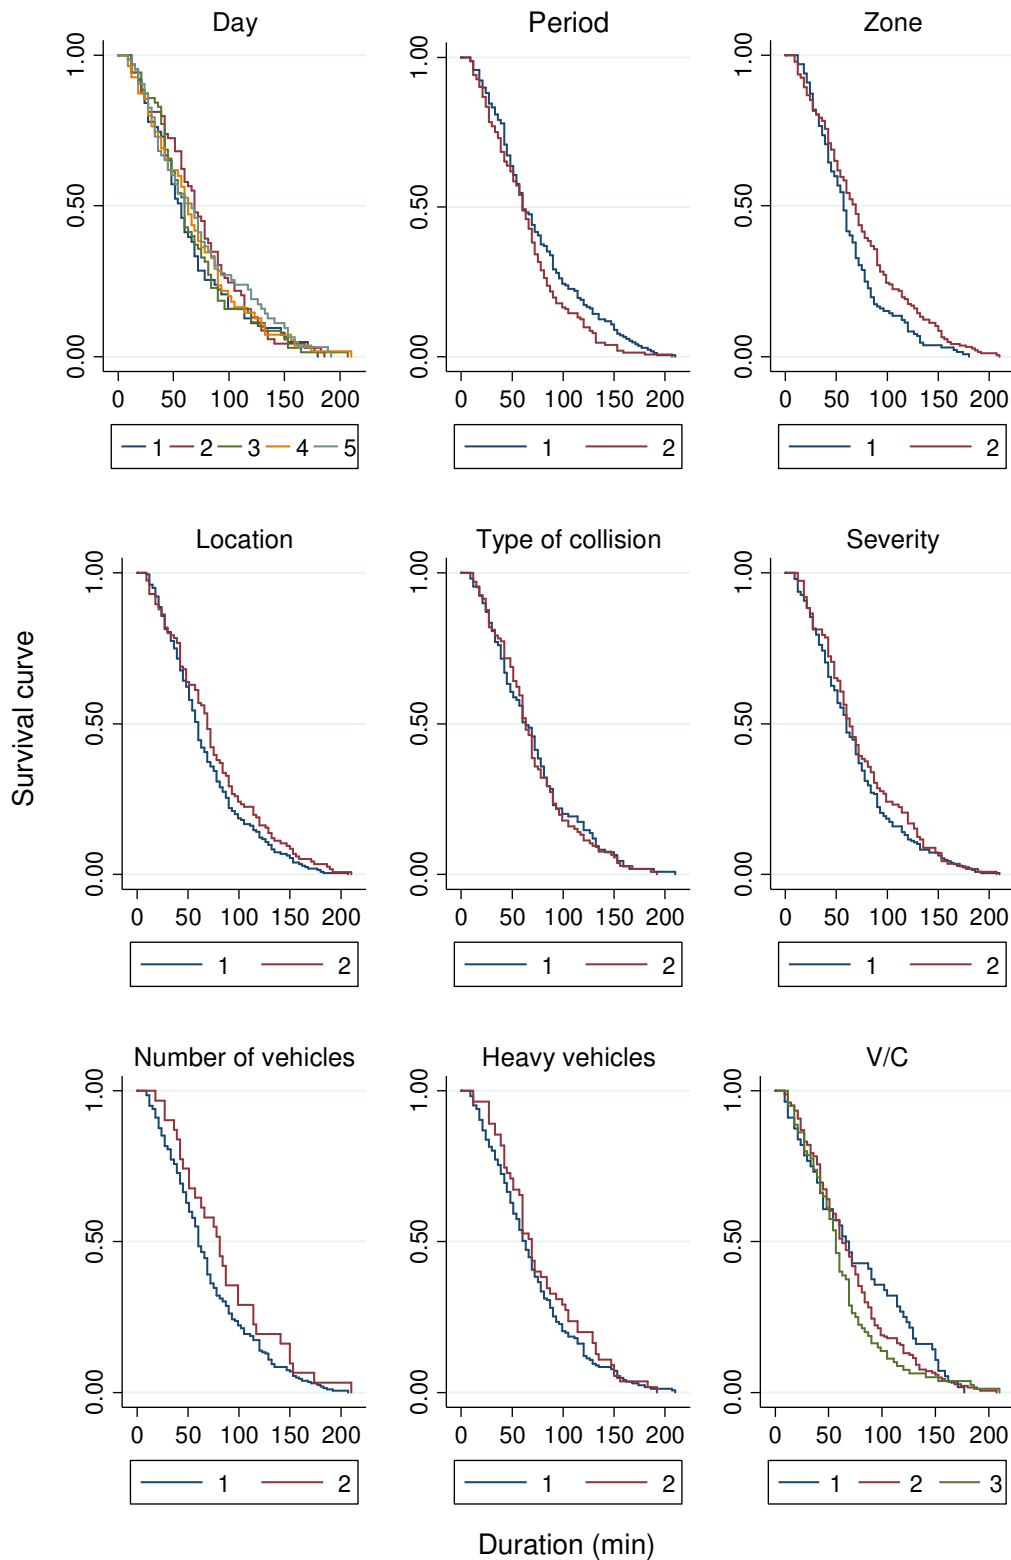 Day
1.00
0.50
0.00
0 50 100 150 200
1 2 3 4 5
Period
1.00
0.50
0.00
0 50 100 150 200
1 2
Zone
1.00
0.50
0.00
0 50 100 150 200
1 2
Survival curve
Location
1.00
0.50
0.00
0 50 100 150 200
1 2
Type of collision
1.00
0.50
0.00
0 50 100 150 200
1 2
Severity
1.00
0.50
0.00
0 50 100 150 200
1 2
Number of vehicles
1.00
0.50
0.00
0 50 100 150 200
1 2
Heavy vehicles
1.00
0.50
0.00
0 50 100 150 200
1 2
V/C
1.00
0.50
0.00
0 50 100 150 200
1 2 3
Duration (min)